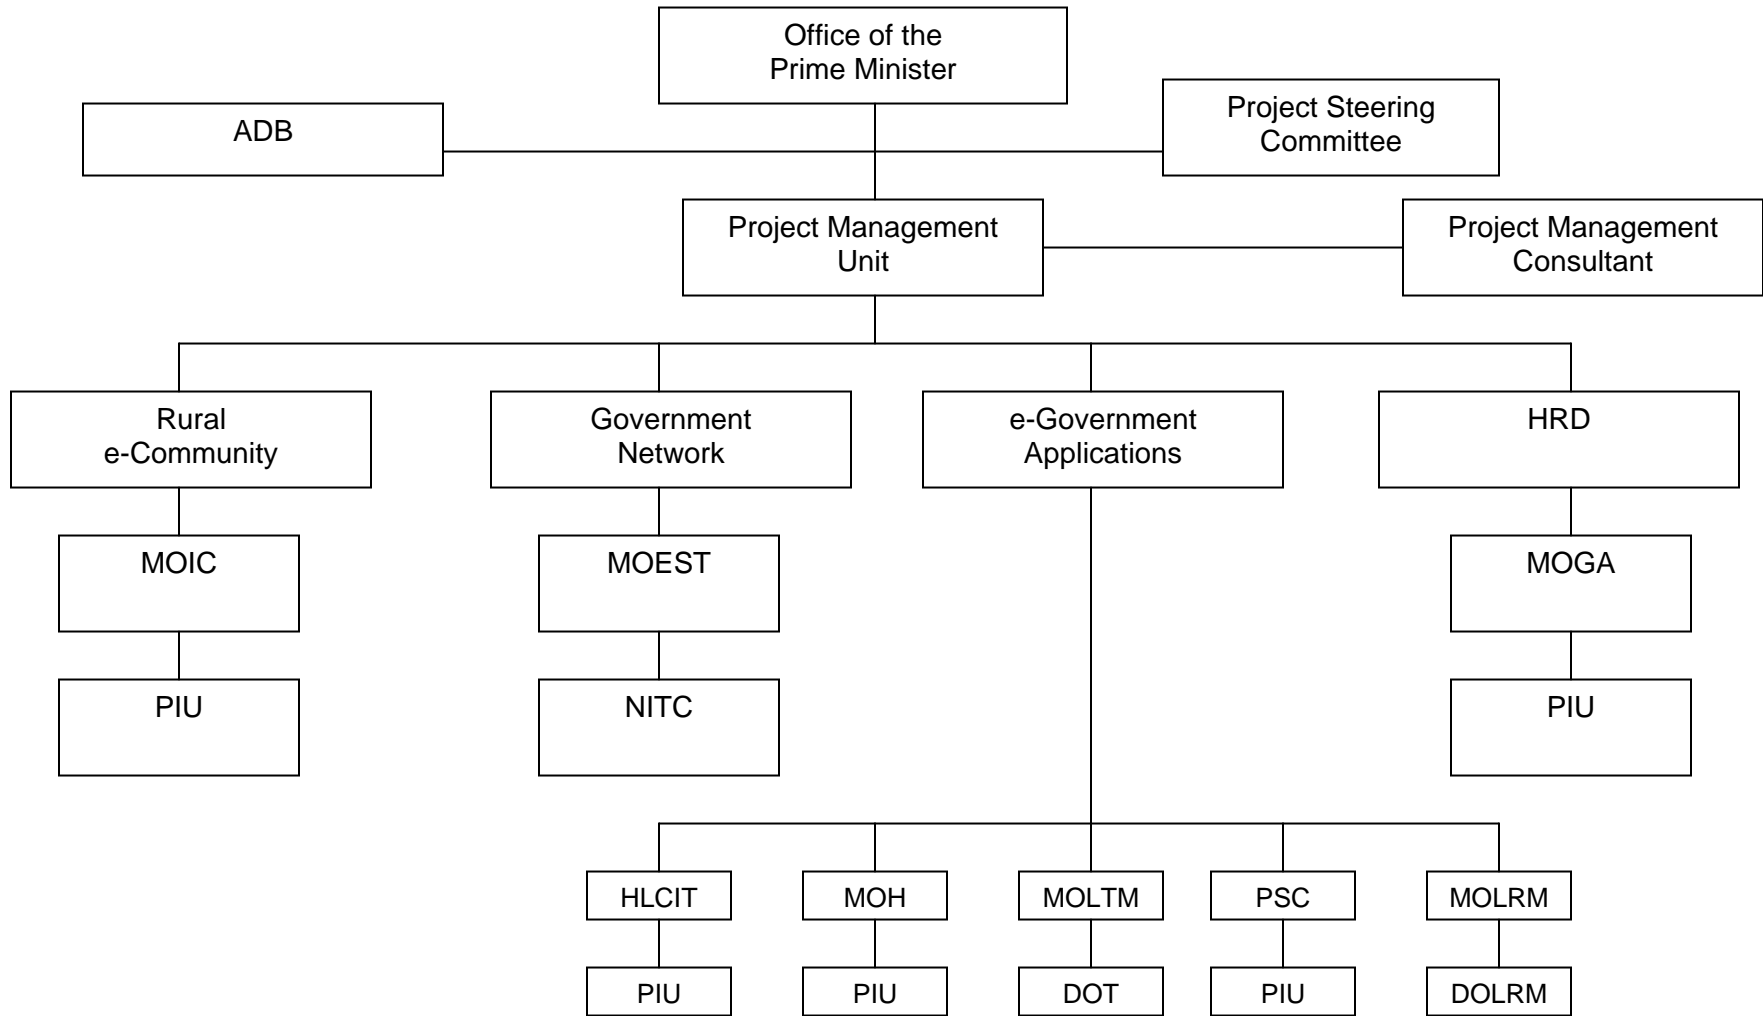 Office of the
Prime Minister
ADB
Project Steering
Committee
Project Management
Unit
Project Management
Consultant
Rural
e-Community
Government
Network
e-Government
Applications
HRD
MOIC
MOEST
MOGA
PIU
NITC
PIU
HLCIT
MOH
MOLTM
PSC
MOLRM
PIU
PIU
DOT
PIU
DOLRM